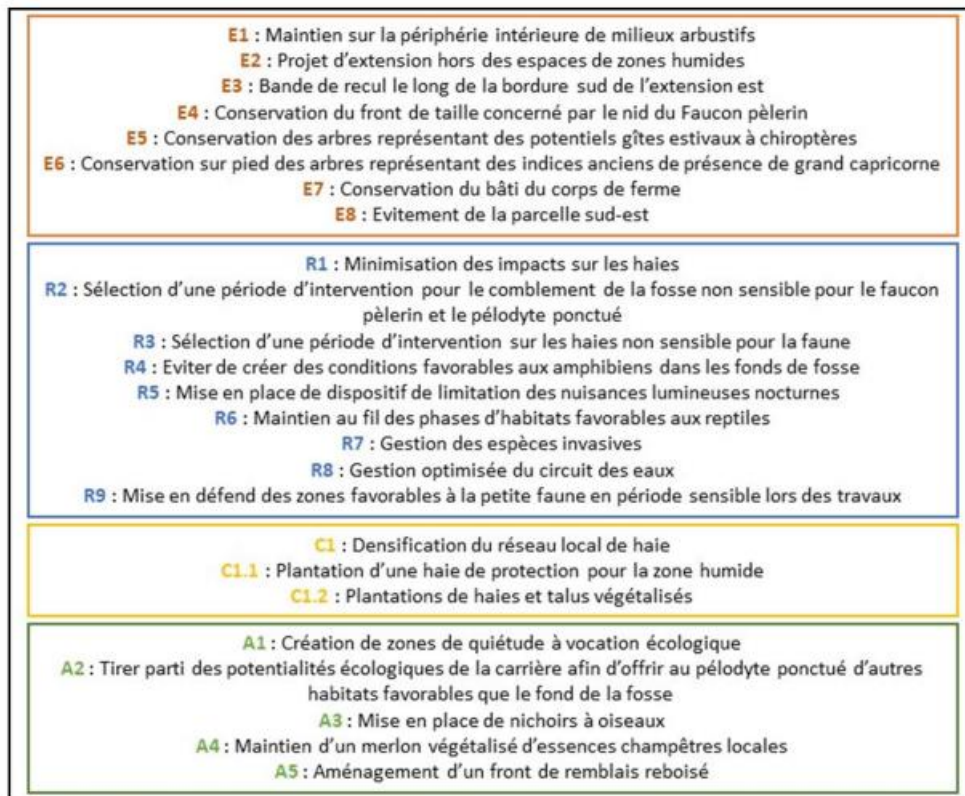 E1 : Maintien sur la périphérie intérieure de milieux arbustifs
E2 : Projet d'extension hors des espaces de zones humides
E3 : Bande de recul le long de la bordure sud de l'extension est
E4 : Conservation du front de taille concerné par le nid du Faucon pèlerin
E5 : Conservation des arbres représentant des potentiels gîtes estivaux à chiroptères
E6 : Conservation sur pied des arbres représentant des indices anciens de présence de grand capricorne
E7 : Conservation du bâti du corps de ferme
E8 : Evitement de la parcelle sud-est
R1 : Minimisation des impacts sur les haies
R2 : Sélection d'une période d'intervention pour le comblement de la fosse non sensible pour le faucon
pèlerin et le pélodyte ponctué
R3 : Sélection d'une période d'intervention sur les haies non sensible pour la faune
R4 : Eviter de créer des conditions favorables aux amphibiens dans les fonds de fosse
R5 : Mise en place de dispositif de limitation des nuisances lumineuses nocturnes
R6 : Maintien au fil des phases d'habitats favorables aux reptiles
R7 : Gestion des espèces invasives
R8 : Gestion optimisée du circuit des eaux
R9 : Mise en défend des zones favorables à la petite faune en période sensible lors des travaux
C1 : Densification du réseau local de haie
C1.1 : Plantation d'une haie de protection pour la zone humide
C1.2 : Plantations de haies et talus végétalisés
A1 : Création de zones de quiétude à vocation écologique
A2 : Tirer parti des potentialités écologiques de la carrière afin d'offrir au pélodyte ponctué d'autres
habitats favorables que le fond de la fosse
A3 : Mise en place de nichoirs à oiseaux
A4 : Maintien d'un merlon végétalisé d'essences champêtres locales
A5 : Aménagement d'un front de remblais reboisé